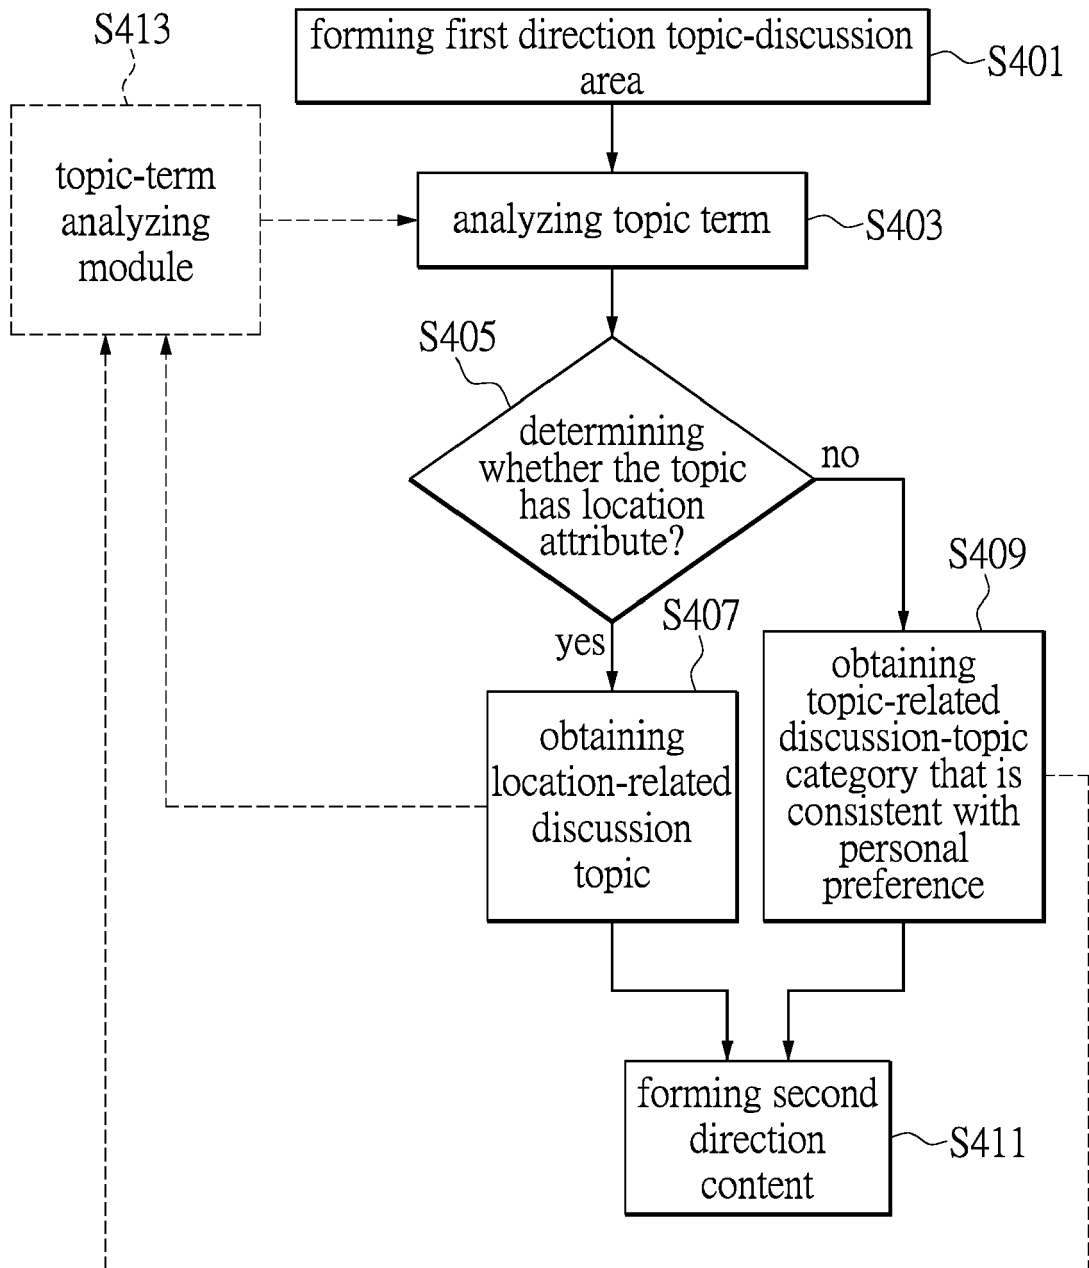 S413
forming first direction topic-discussion
area
S401
topic-term
analyzing
module
analyzing topic term
S403
S405
determining
whether the topic
has location
attribute?
no
yes
S407
S409
obtaining
location-related
discussion
topic
obtaining
topic-related
discussion-topic
category that is
consistent with
personal
preference
forming second
direction
content
S411